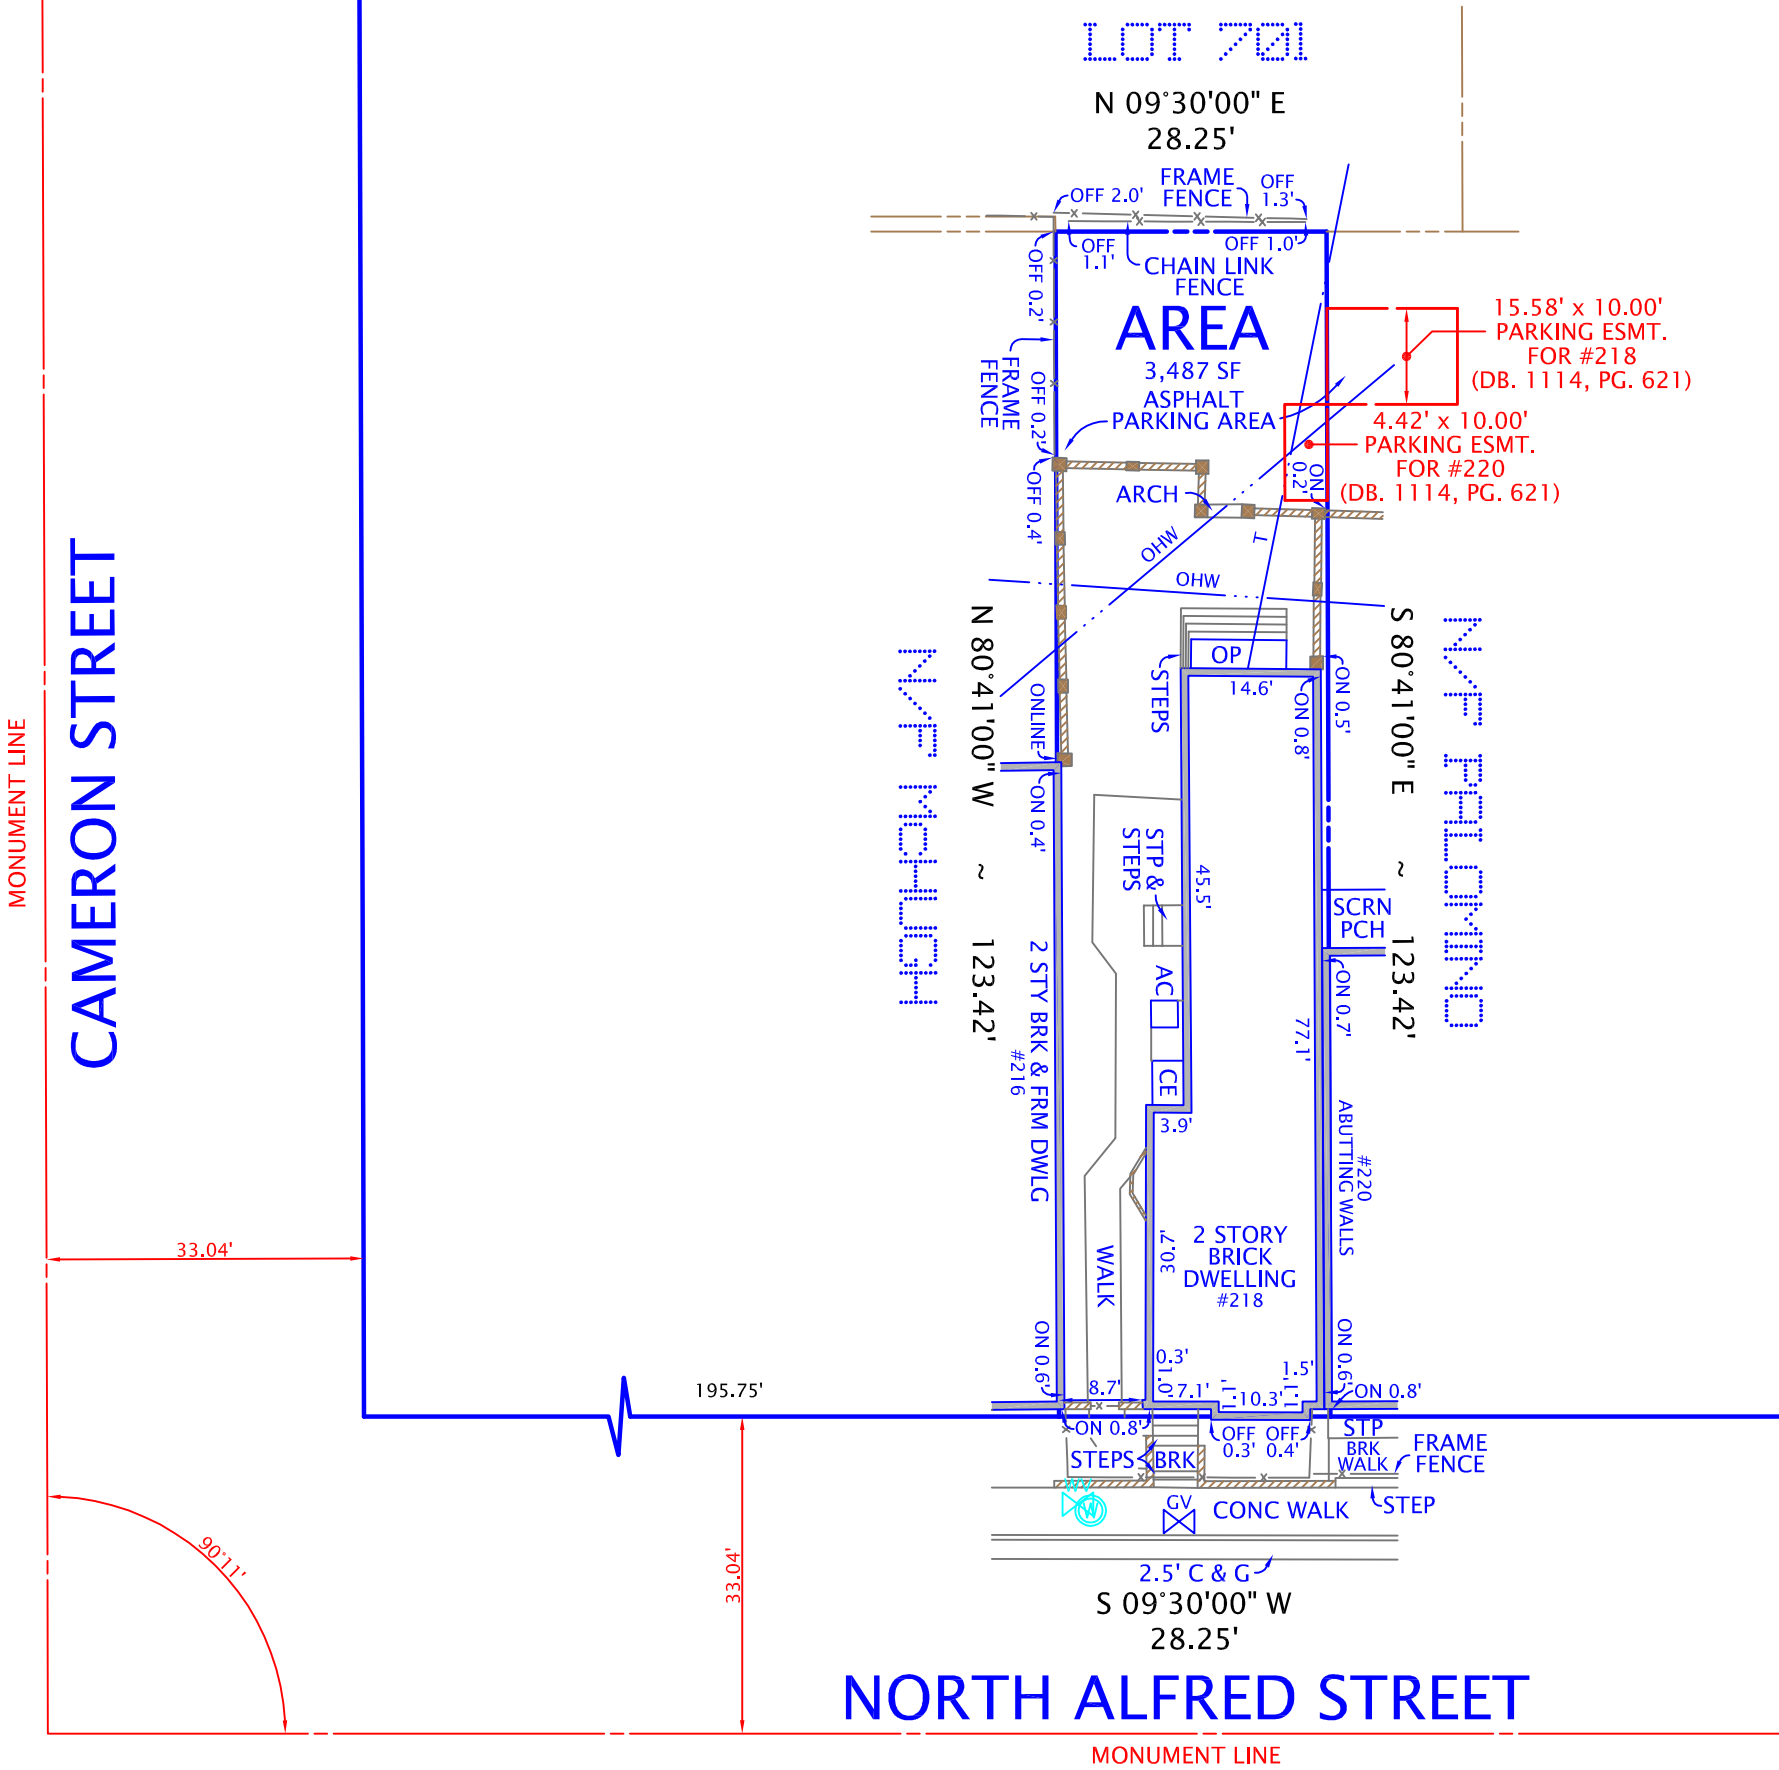 LOT 701
N 09°30'00" E
28.25'
FRAME
FENCE
OFF 2.0'
OFF
1.3'
OFF
1.1'
OFF 1.0'
CHAIN LINK
FENCE
OFF 0.2'
AREA
3,487 SF
ASPHALT
PARKING AREA
FRAME
FENCE
OFF 0.2'
OFF 0.4'
15.58' x 10.00'
PARKING ESMT.
FOR #218
(DB. 1114, PG. 621)
4.42' x 10.00'
PARKING ESMT.
FOR #220
(DB. 1114, PG. 621)
ON
0.2'
ARCH
OHW
T
OHW
OP
STEPS
14.6'
ON 0.5'
ON 0.8'
N 80°41'00" W ~ 123.42'
S 80°41'00" E ~ 123.42'
N/F MCHUGH
N/F PALOMINO
ONLINE
ON 0.4'
STP &
STEPS
45.5'
SCRN
PCH
AC
CE
3.9'
77.1'
ON 0.7'
2 STY BRK & FRM DWLG
#216
#220
ABUTTING WALLS
WALK
30.7'
2 STORY
BRICK
DWELLING
#218
ON 0.6'
ON 0.6'
0.3'
1.0'
7.1'
1.1'
10.3'
1.1'
1.5'
8.7'
ON 0.8'
ON 0.8'
OFF
0.3'
OFF
0.4'
STEPS
BRK
STP
BRK
WALK
FRAME
FENCE
STEP
WV
W
GV
CONC WALK
2.5' C & G
S 09°30'00" W
28.25'
NORTH ALFRED STREET
MONUMENT LINE
CAMERON STREET
MONUMENT LINE
33.04'
195.75'
33.04'
90°11'